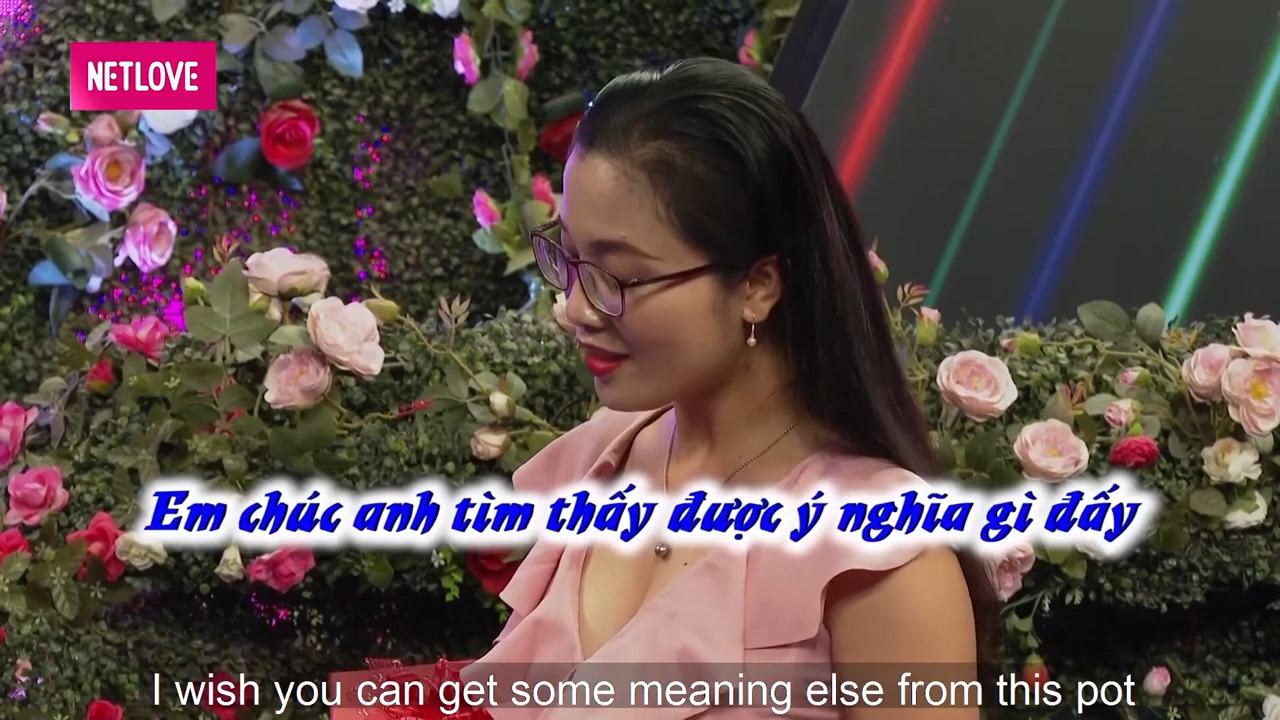 NETLOVE
Em chúc anh tìm thấy được ý nghĩa gì đấy
I wish you can get some meaning else from this pot